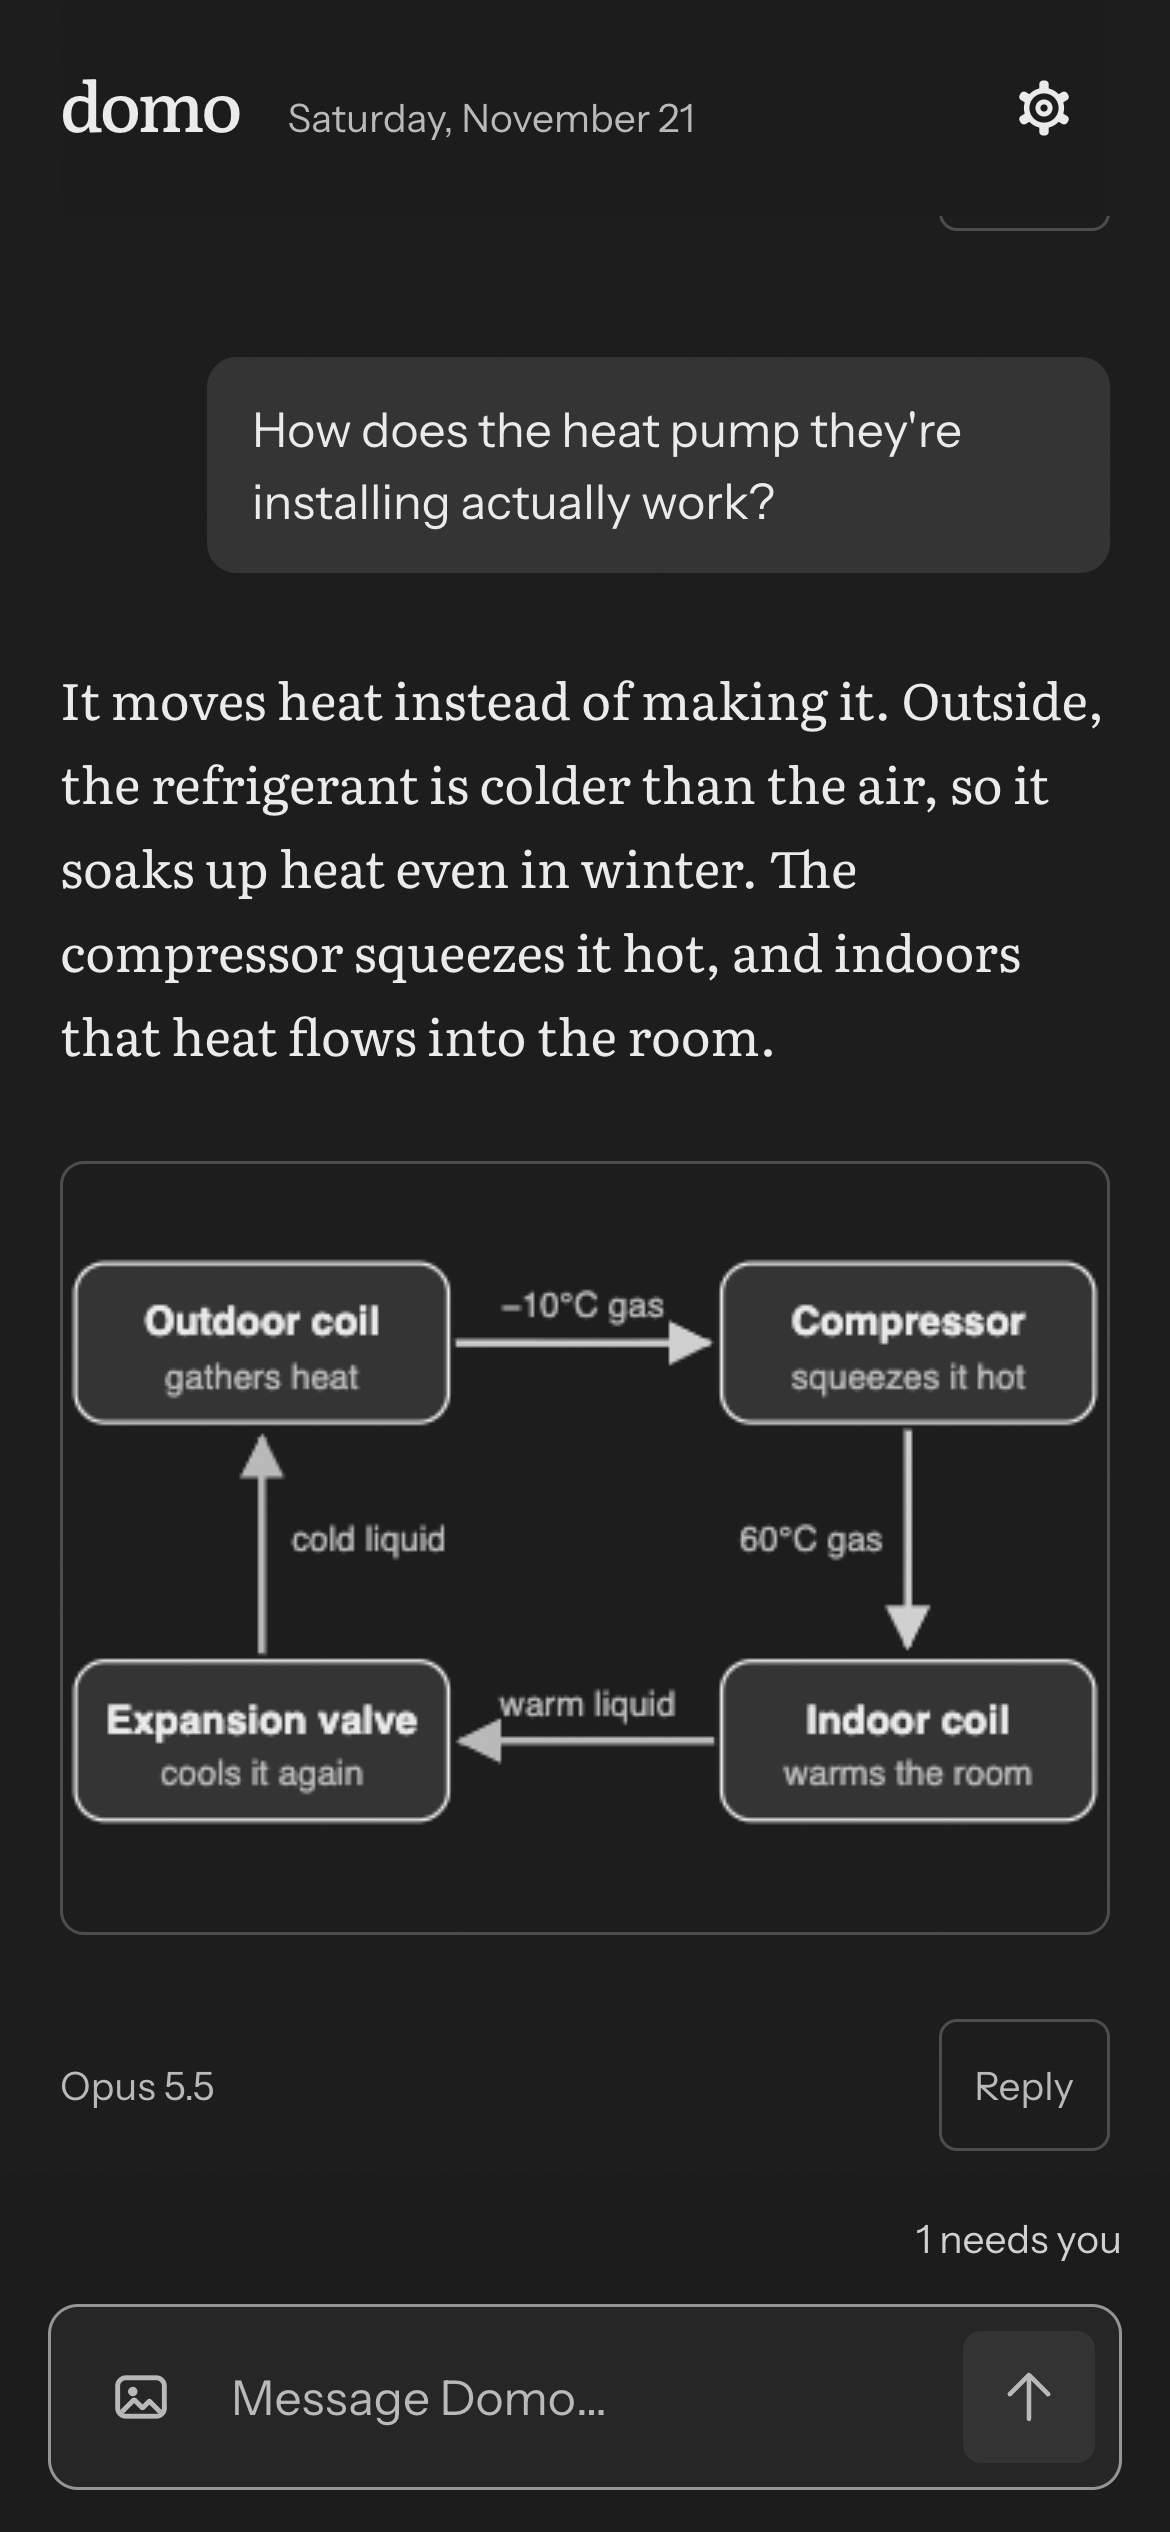 domo
Saturday, November 21
How does the heat pump they're
installing actually work?
It moves heat instead of making it. Outside,
the refrigerant is colder than the air, so it
soaks up heat even in winter. The
compressor squeezes it hot, and indoors
that heat flows into the room.
Outdoor coil
gathers heat
–10°C gas
Compressor
squeezes it hot
cold liquid
60°C gas
Expansion valve
cools it again
warm liquid
Indoor coil
warms the room
Opus 5.5
Reply
1 needs you
Message Domo...